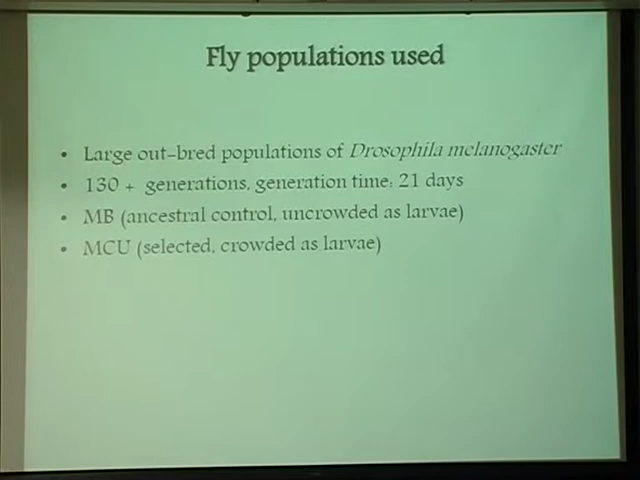 Fly populations used
• Large out-bred populations of Drosophila melanogaster
• 130 + generations, generation time: 21 days
• MB (ancestral control, uncrowded as larvae)
• MCU (selected, crowded as larvae)